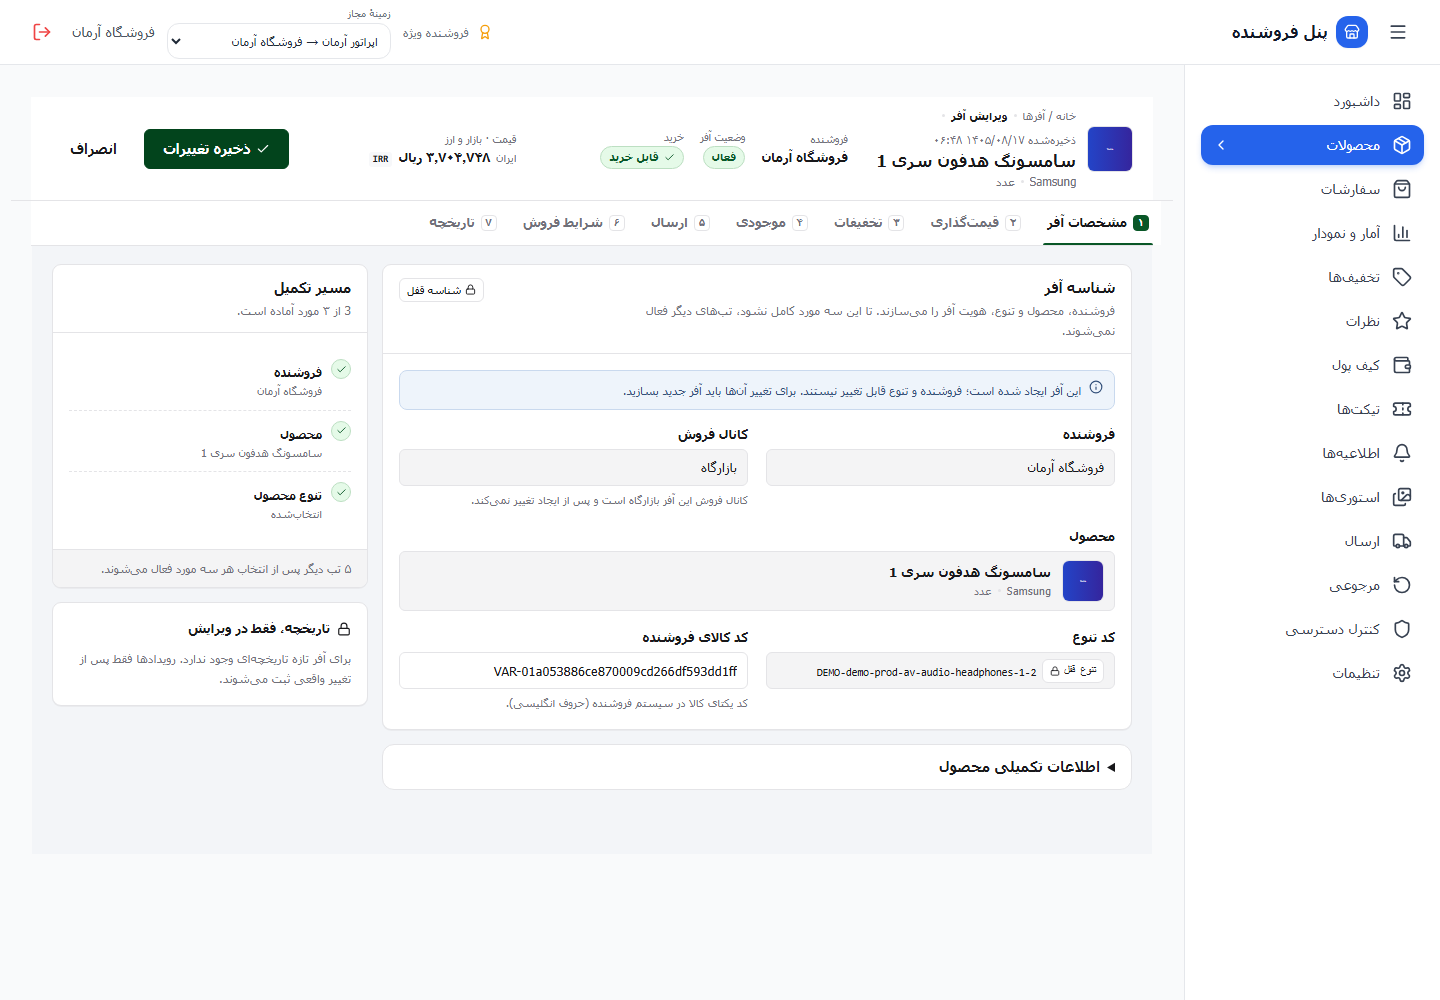 پنل فروشنده
فروشنده ویژه
زمینهٔ مجاز
اپراتور آرمان → فروشگاه آرمان
فروشگاه آرمان
داشبورد
محصولات
سفارشات
آمار و نمودار
تخفیف‌ها
نظرات
کیف پول
تیکت‌ها
اطلاعیه‌ها
استوری‌ها
ارسال
مرجوعی
کنترل دسترسی
تنظیمات
خانه / آفرها ◦ ویرایش آفر ◦
ذخیره‌شده ۱۴۰۵/۰۸/۱۷ ۰۶:۴۸
سامسونگ هدفون سری 1
Samsung ◦ عدد
فروشنده
فروشگاه آرمان
وضعیت آفر
فعال
خرید
قابل خرید
قیمت · بازار و ارز
ایران ۳,۷۰۴,۷۴۸ ریال IRR
ذخیره تغییرات
انصراف
۱ مشخصات آفر
۲ قیمت‌گذاری
۳ تخفیفات
۴ موجودی
۵ ارسال
۶ شرایط فروش
۷ تاریخچه
شناسه آفر
شناسه قفل
فروشنده، محصول و تنوع، هویت آفر را می‌سازند. تا این سه مورد کامل نشود، تب‌های دیگر فعال
نمی‌شوند.
این آفر ایجاد شده است؛ فروشنده و تنوع قابل تغییر نیستند. برای تغییر آن‌ها باید آفر جدید بسازید.
فروشنده
فروشگاه آرمان
کانال فروش
بازارگاه
کانال فروش این آفر بازارگاه است و پس از ایجاد تغییر نمی‌کند.
محصول
سامسونگ هدفون سری 1
Samsung ◦ عدد
کد تنوع
تنوع قفل DEMO-demo-prod-av-audio-headphones-1-2
کد کالای فروشنده
VAR-01a053886ce870009cd266df593dd1ff
کد یکتای کالا در سیستم فروشنده (حروف انگلیسی).
اطلاعات تکمیلی محصول
مسیر تکمیل
3 از ۳ مورد آماده است.
فروشنده
فروشگاه آرمان
محصول
سامسونگ هدفون سری 1
تنوع محصول
انتخاب‌شده
۵ تب دیگر پس از انتخاب هر سه مورد فعال می‌شوند.
تاریخچه، فقط در ویرایش
برای آفر تازه تاریخچه‌ای وجود ندارد. رویدادها فقط پس از
تغییر واقعی ثبت می‌شوند.